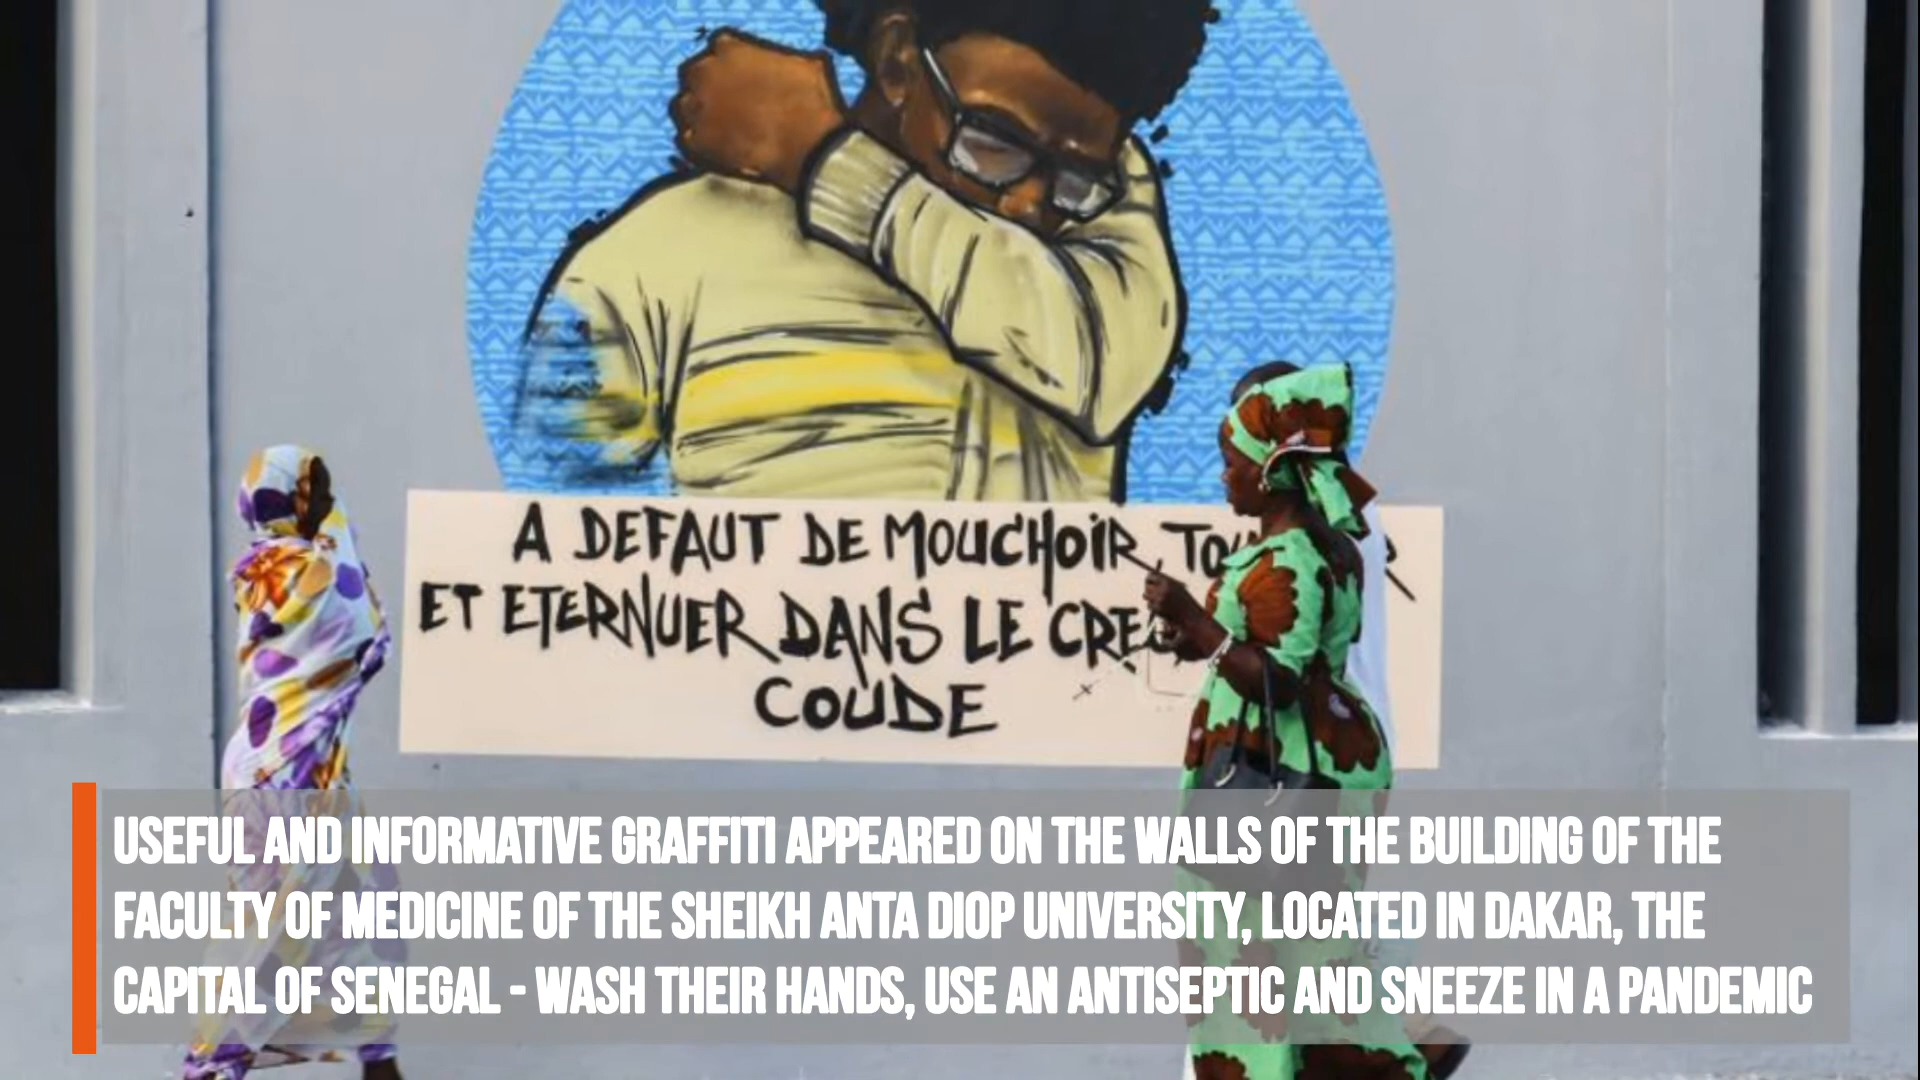 A DEFAUT DE MOUCHOIR, 
ET ETERNUER DANS LE
COUDE
USEFUL AND INFORMATIVE GRAFFITI APPEARED ON THE WALLS OF THE BUILDING OF THE
FACULTY OF MEDICINE OF THE SHEIKH ANTA DIOP UNIVERSITY, LOCATED IN DAKAR, THE
CAPITAL OF SENEGAL - WASH THEIR HANDS, USE AN ANTISEPTIC AND SNEEZE IN A PANDEMIC